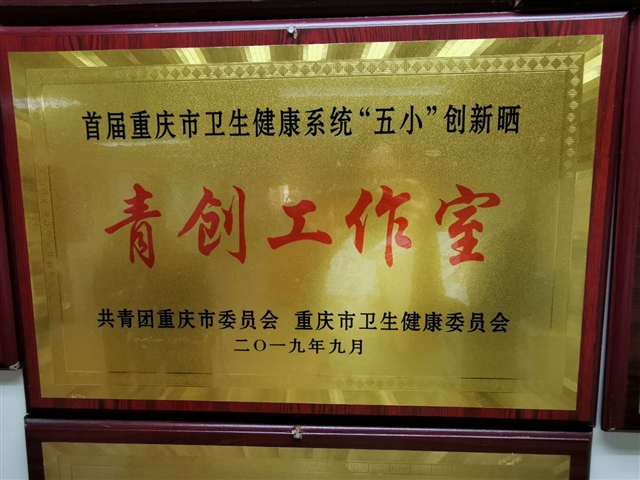 首届重庆市卫生健康系统“五小”创新晒
青创工作室
共青团重庆市委员会 重庆市卫生健康委员会
二〇一九年九月